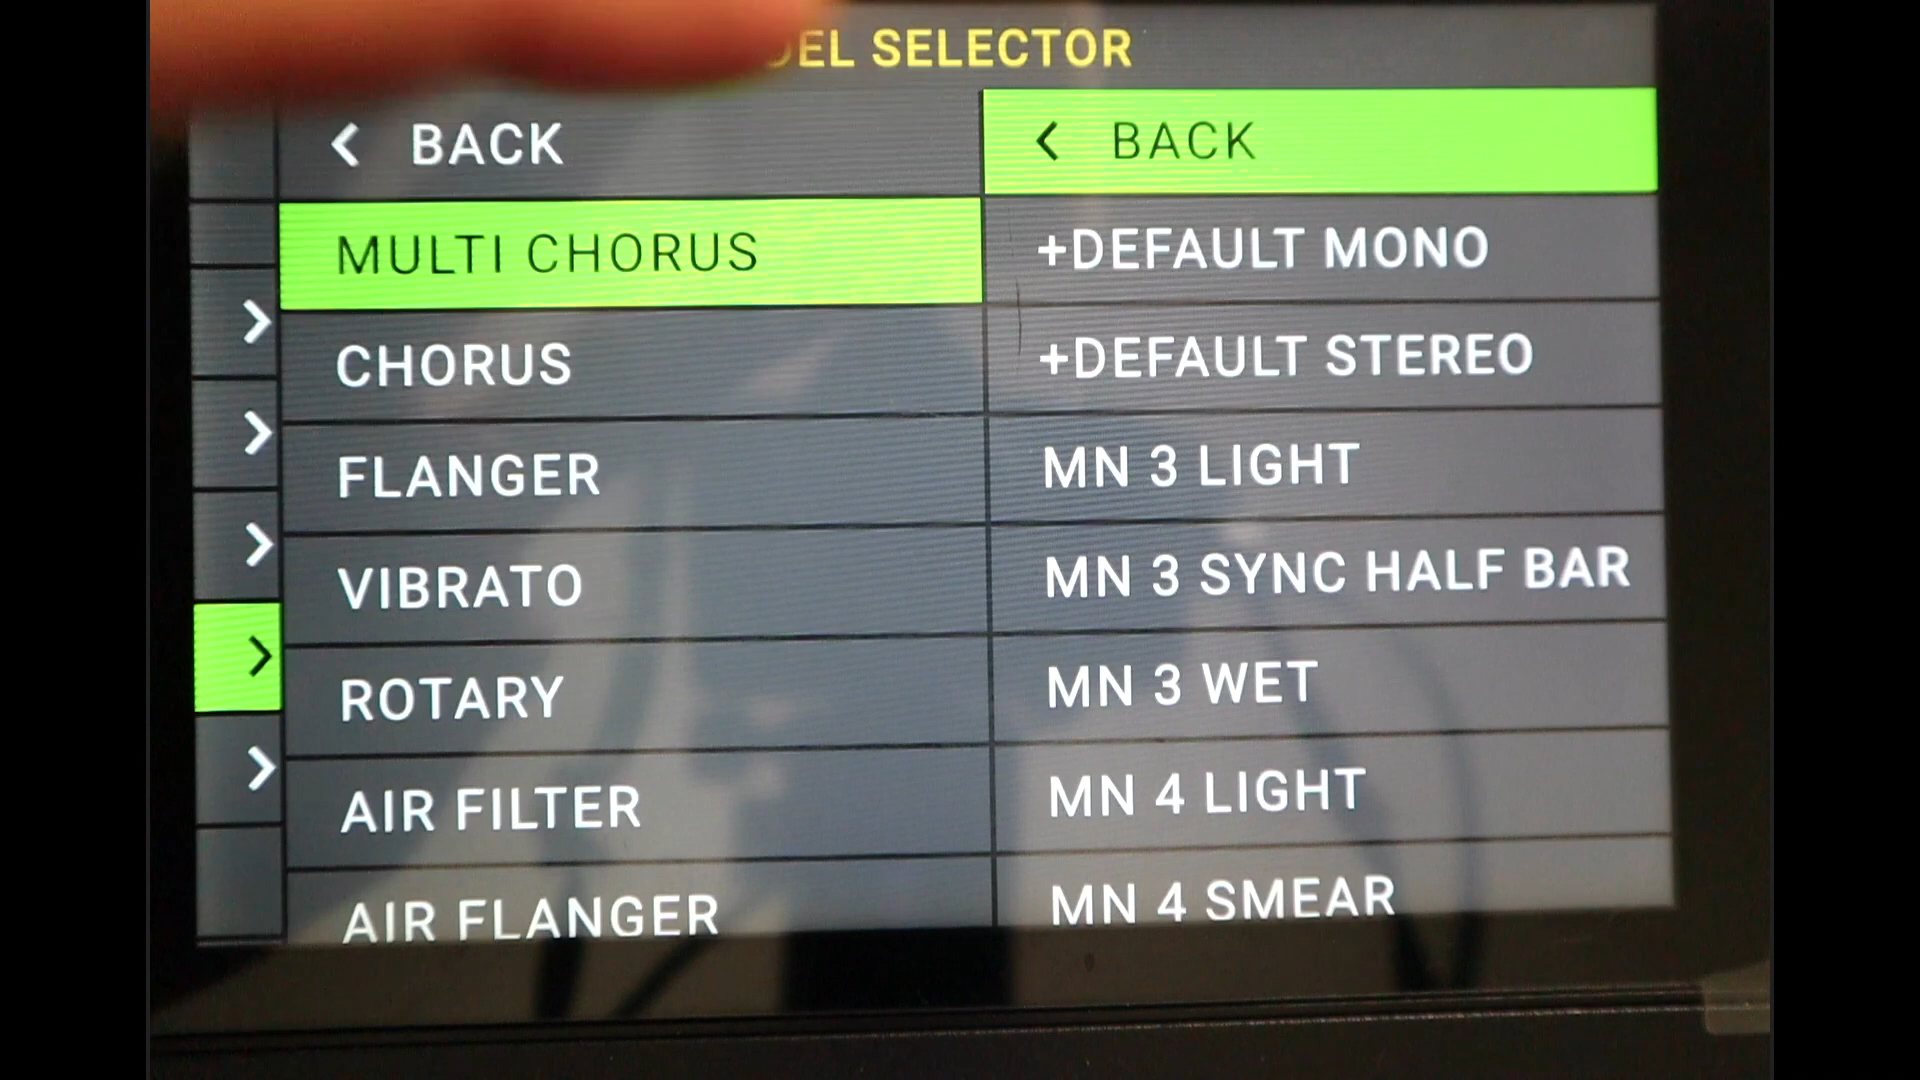 SELECTOR
BACK
MULTI CHORUS
CHORUS
FLANGER
VIBRATO
ROTARY
AIR FILTER
AIR FLANGER
BACK
+DEFAULT MONO
+DEFAULT STEREO
MN 3 LIGHT
MN 3 SYNC HALF BAR
MN 3 WET
MN 4 LIGHT
MN 4 SMEAR